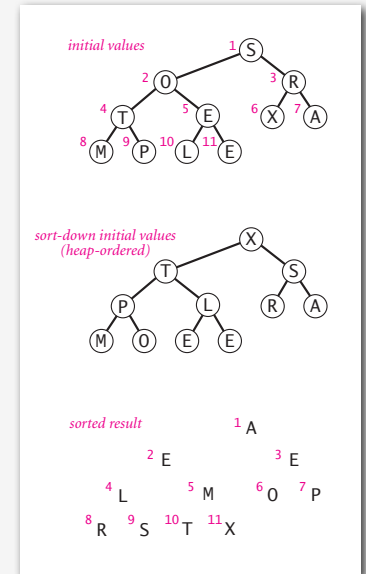 initial values
1 S
2 O 3 R
4 T 5 E 6 X 7 A
8 M 9 P 10 L 11 E
sort-down initial values
(heap-ordered)
X
T S
P L R A
M O E E
sorted result
1 A
2 E 3 E
4 L 5 M 6 O 7 P
8 R 9 S 10 T 11 X